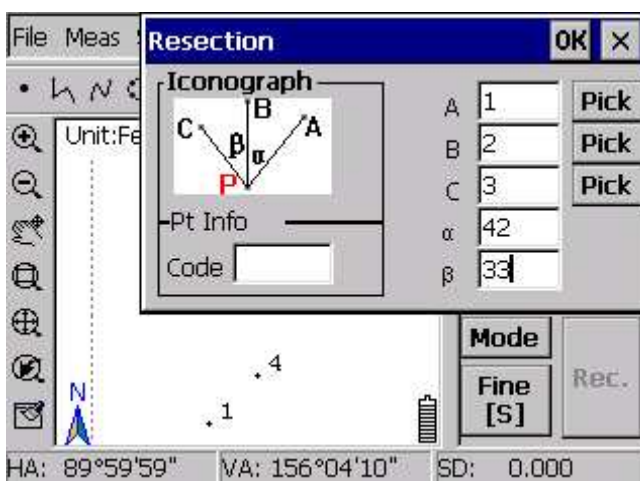 File Meas
Resection OK ×
Iconograph
B
C A
β α
P
A 1 Pick
B 2 Pick
C 3 Pick
α 42
β 33
Pt Info
Code
Unit:Fe
Mode
Fine
[S]
Rec.
4
1
N
HA: 89°59'59" VA: 156°04'10" SD: 0.000